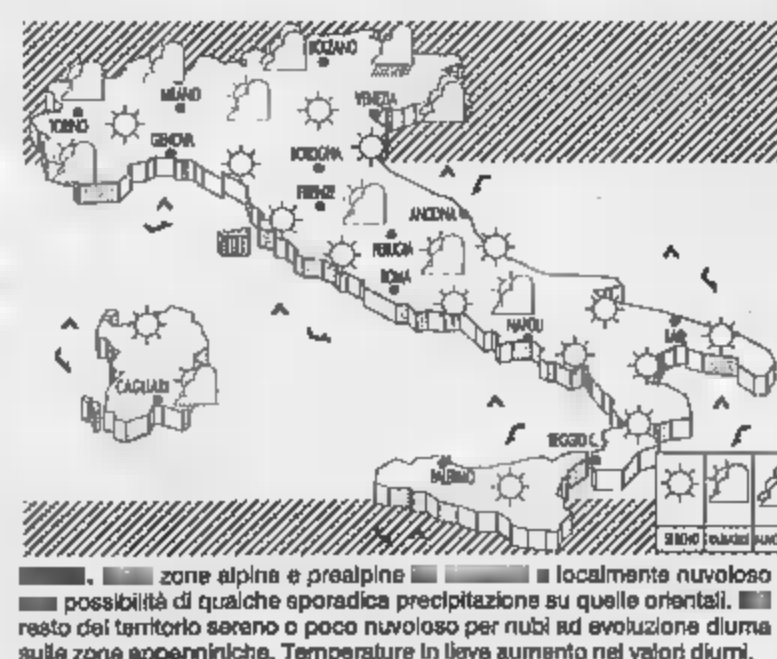 BOLZANO
MILANO
VENEZIA
TORINO
GENOVA
BOLOGNA
FIRENZE
ANCONA
PERUGIA
ROMA
NAPOLI
BARI
CAGLIARI
REGGIO C.
PALERMO
SERENO
zone alpine e prealpine localmente nuvoloso
possibilità di qualche sporadica precipitazione su quelle orientali.
resto del territorio sereno o poco nuvoloso per nubi ad evoluzione diurna
sulle zone appenniniche. Temperature in lieve aumento nei valori diurni.